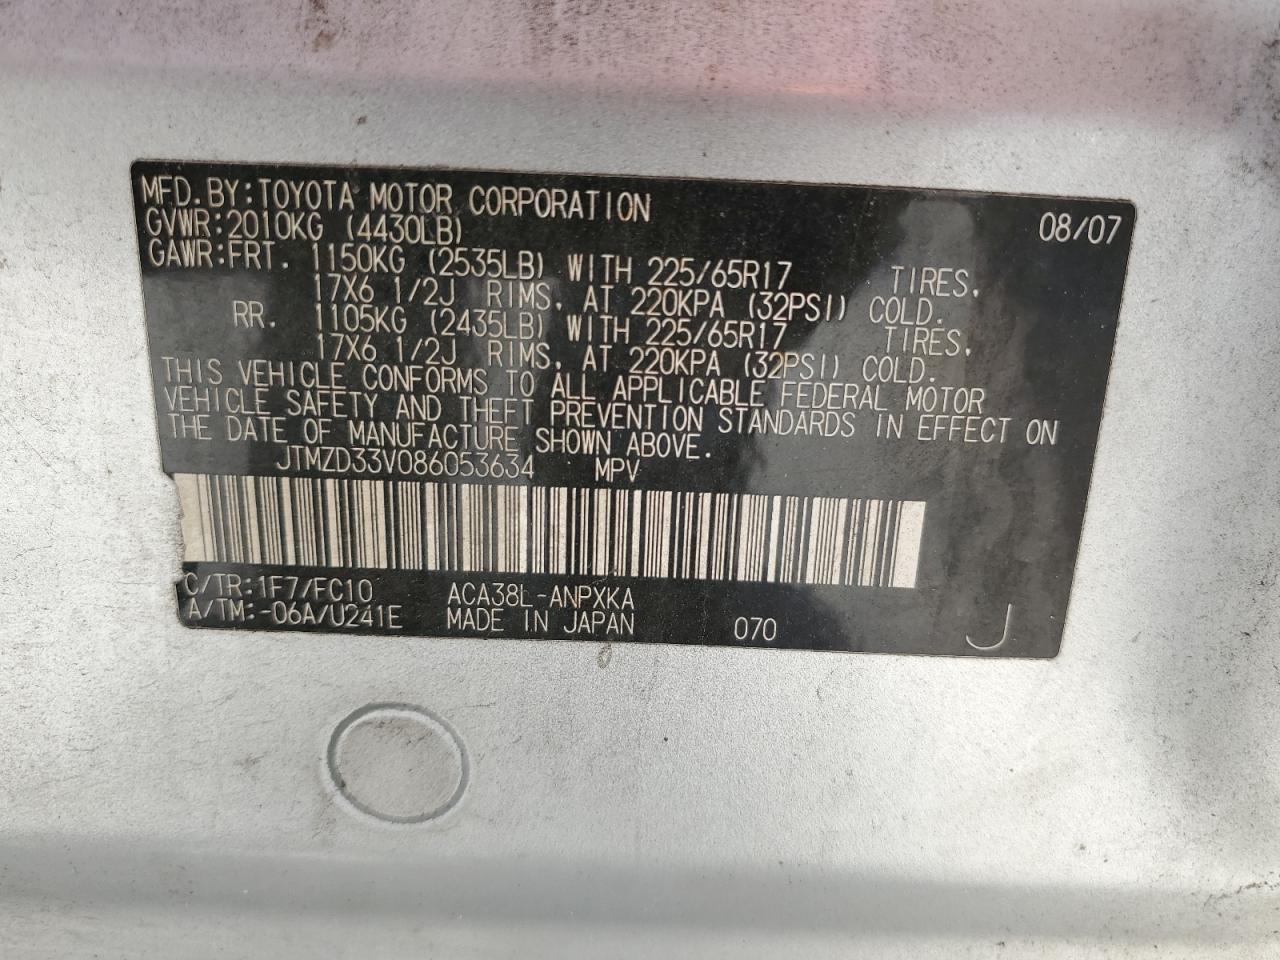 MFD. BY: TOYOTA MOTOR CORPORATION 08/07
GVWR: 2010KG (4430LB)
GAWR: FRT. 1150KG (2535LB) WITH 225/65R17 TIRES,
17X6 1/2J RIMS, AT 220KPA (32PSI) COLD.
RR. 1105KG (2435LB) WITH 225/65R17 TIRES,
17X6 1/2J RIMS, AT 220KPA (32PSI) COLD.
THIS VEHICLE CONFORMS TO ALL APPLICABLE FEDERAL MOTOR
VEHICLE SAFETY AND THEFT PREVENTION STANDARDS IN EFFECT ON
THE DATE OF MANUFACTURE SHOWN ABOVE.
JTMZD33V086053634 MPV
C/TR: 1F7/FC10 ACA38L-ANPXKA
A/TM: -06A/U241E MADE IN JAPAN 070 J